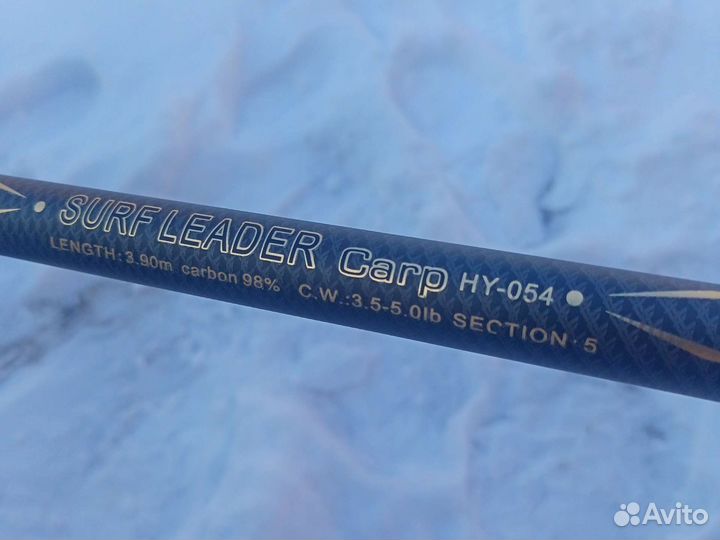 SURF LEADER Carp HY-054
LENGTH: 3.90m carbon 98% C.W.:3.5-5.0lb SECTION: 5
Avito